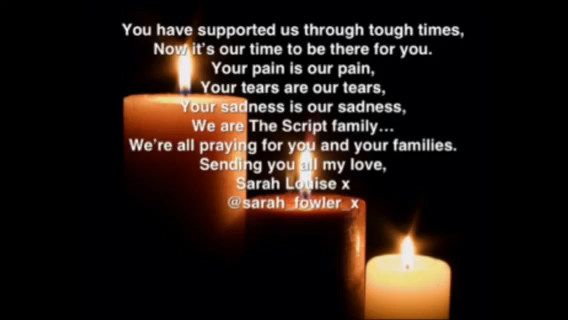 You have supported us through tough times,
Now it's our time to be there for you.
Your pain is our pain,
Your tears are our tears,
Your sadness is our sadness,
We are The Script family...
We're all praying for you and your families.
Sending you all my love,
Sarah Louise x
@sarah_fowler_x